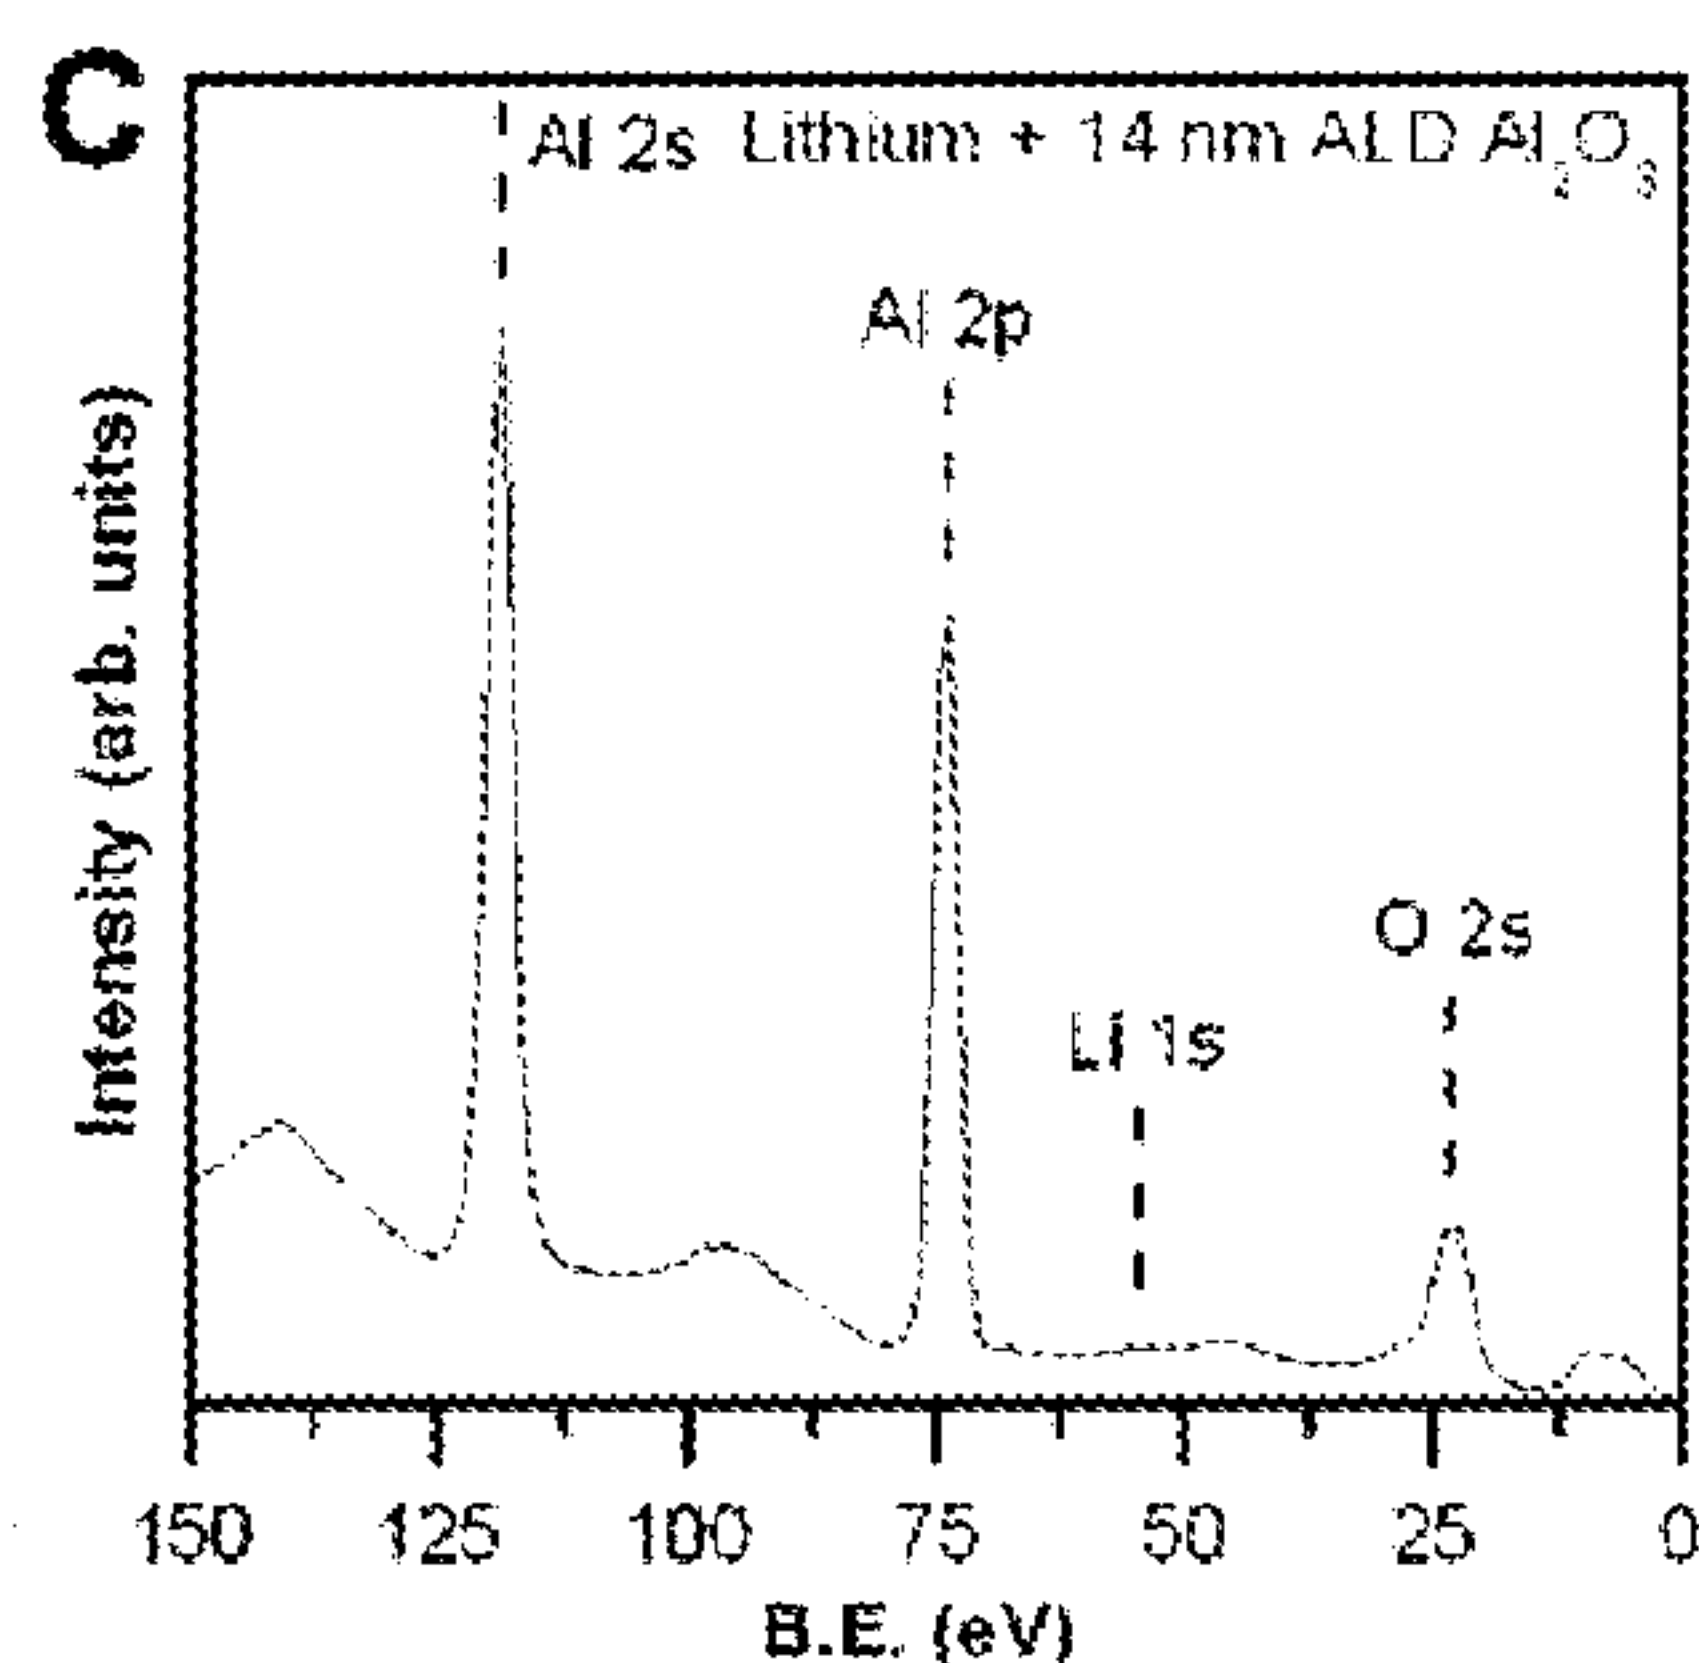 C
Al 2s Lithium + 14 nm ALD Al₂O₃
Al 2p
O 2s
Li 1s
Intensity (arb. units)
150 125 100 75 50 25 0
B.E. (eV)